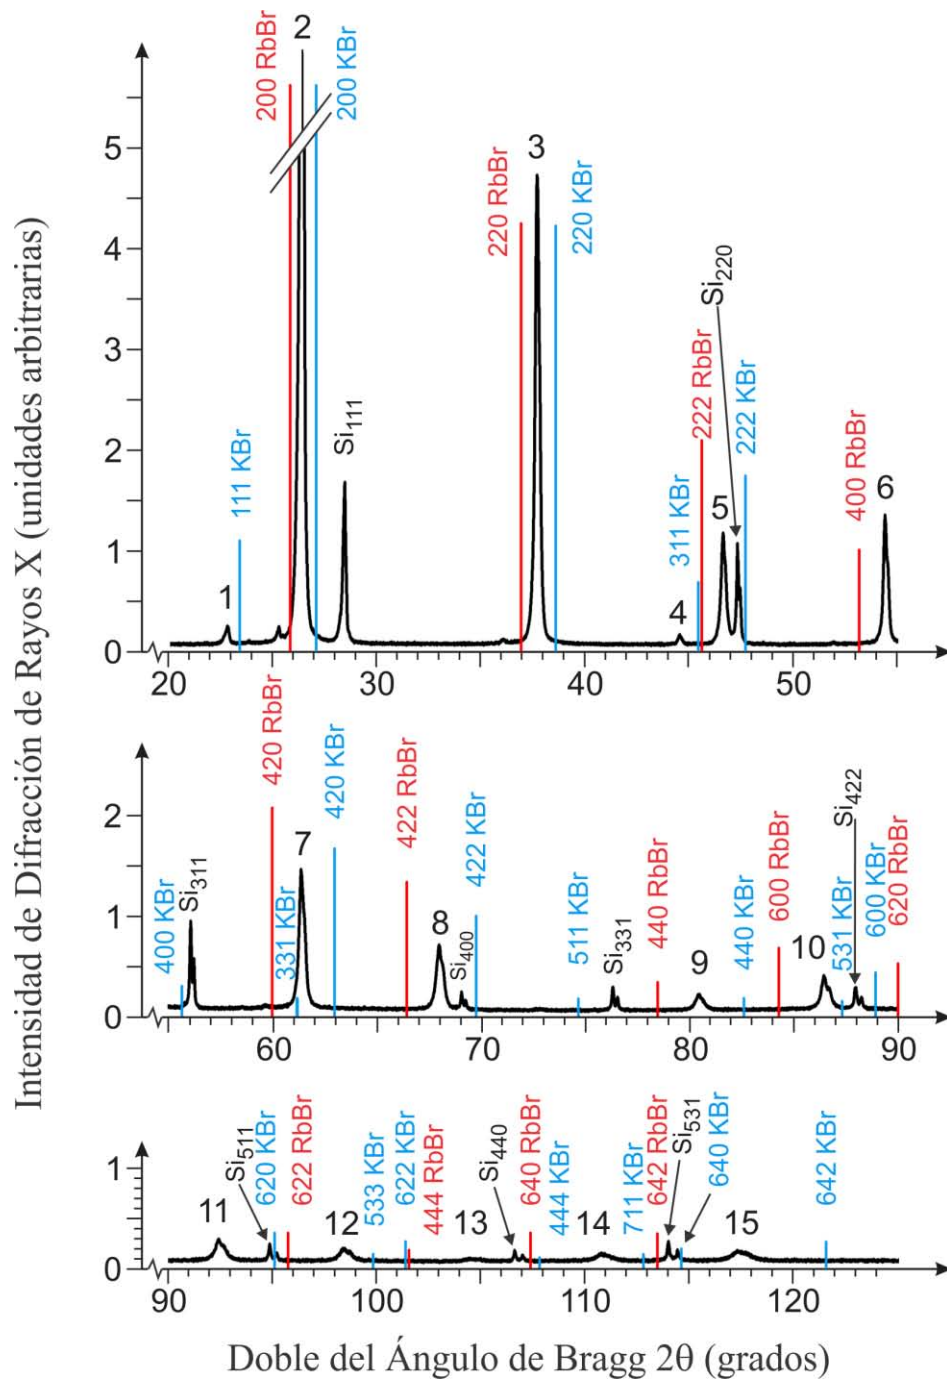 Intensidad de Difracción de Rayos X (unidades arbitrarias)
200 RbBr
2
200 KBr
5
4
3
2
1
0
1
111 KBr
Si111
220 RbBr
3
220 KBr
4
311 KBr
222 RbBr
5
Si220
222 KBr
400 RbBr
6
20
30
40
50
2
1
0
400 KBr
Si311
420 RbBr
331 KBr
7
420 KBr
422 RbBr
8
Si400
422 KBr
511 KBr
Si331
440 RbBr
9
440 KBr
600 RbBr
10
531 KBr
Si422
600 KBr
620 RbBr
60
70
80
90
1
0
11
Si511
620 KBr
622 RbBr
12
533 KBr
622 KBr
444 RbBr
13
Si440
640 RbBr
444 KBr
14
711 KBr
642 RbBr
Si531
640 KBr
15
642 KBr
90
100
110
120
Doble del Ángulo de Bragg 2θ (grados)